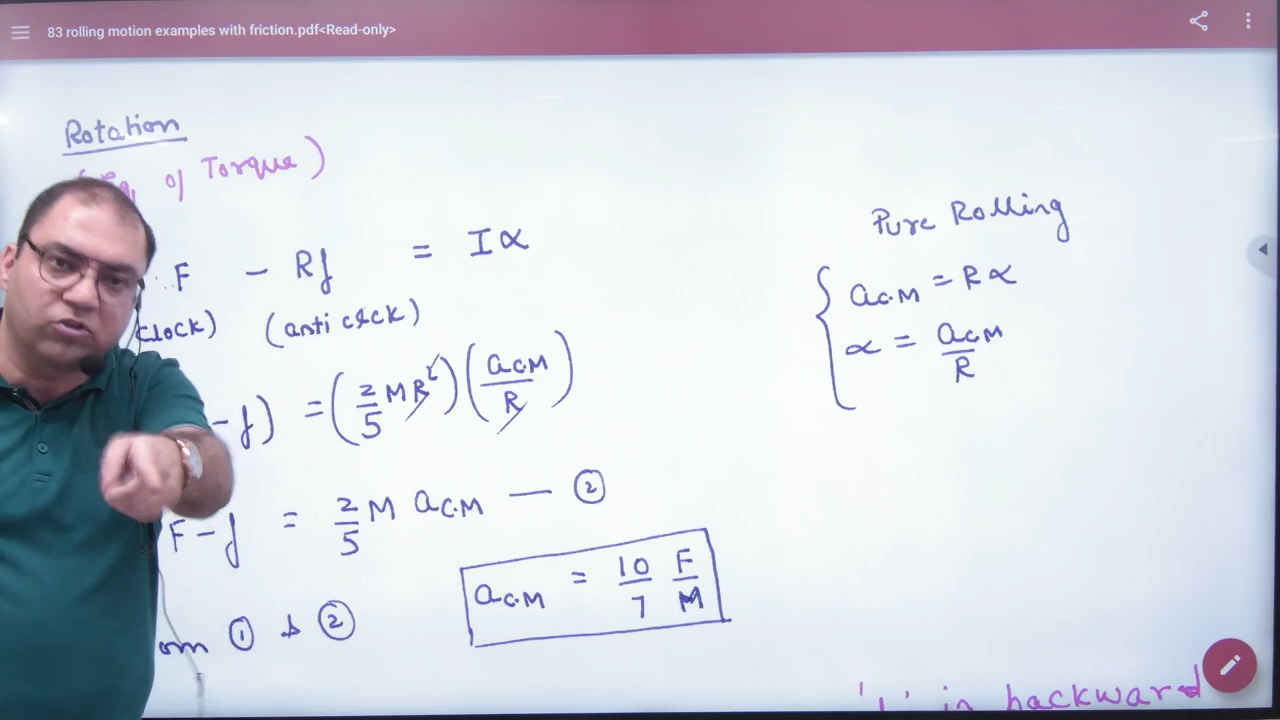 83 rolling motion examples with friction.pdf<Read-only>
Rotation
of Torque)
F - Rf = Iα
clock) (anti clock)
- f) = (2/5 MR²) (aC.M / R)
F - f = 2/5 M aC.M — ②
aC.M = 10/7 F/M
om ① & ②
Pure Rolling
aC.M = Rα
α = aC.M / R
in backward